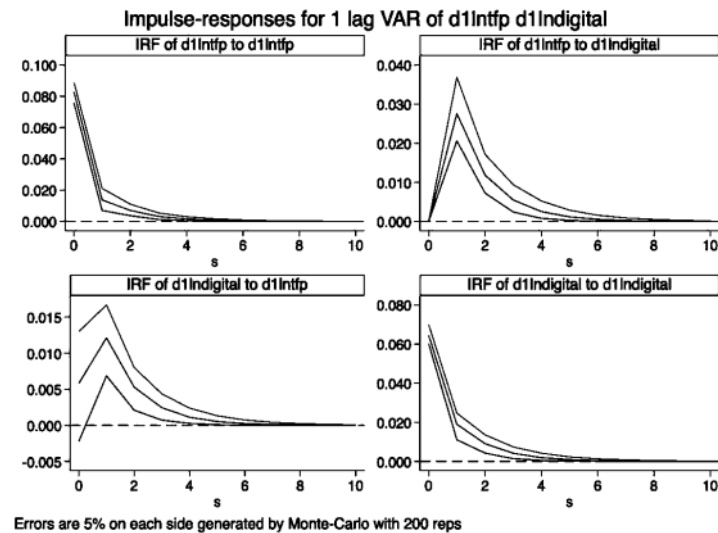 Impulse-responses for 1 lag VAR of d1lntfp d1lndigital
IRF of d1lntfp to d1lntfp
0.100
0.080
0.060
0.040
0.020
0.000
0 2 4 6 8 10
s
IRF of d1lntfp to d1lndigital
0.040
0.030
0.020
0.010
0.000
0 2 4 6 8 10
s
IRF of d1lndigital to d1lntfp
0.015
0.010
0.005
0.000
-0.005
0 2 4 6 8 10
s
IRF of d1lndigital to d1lndigital
0.080
0.060
0.040
0.020
0.000
0 2 4 6 8 10
s
Errors are 5% on each side generated by Monte-Carlo with 200 reps